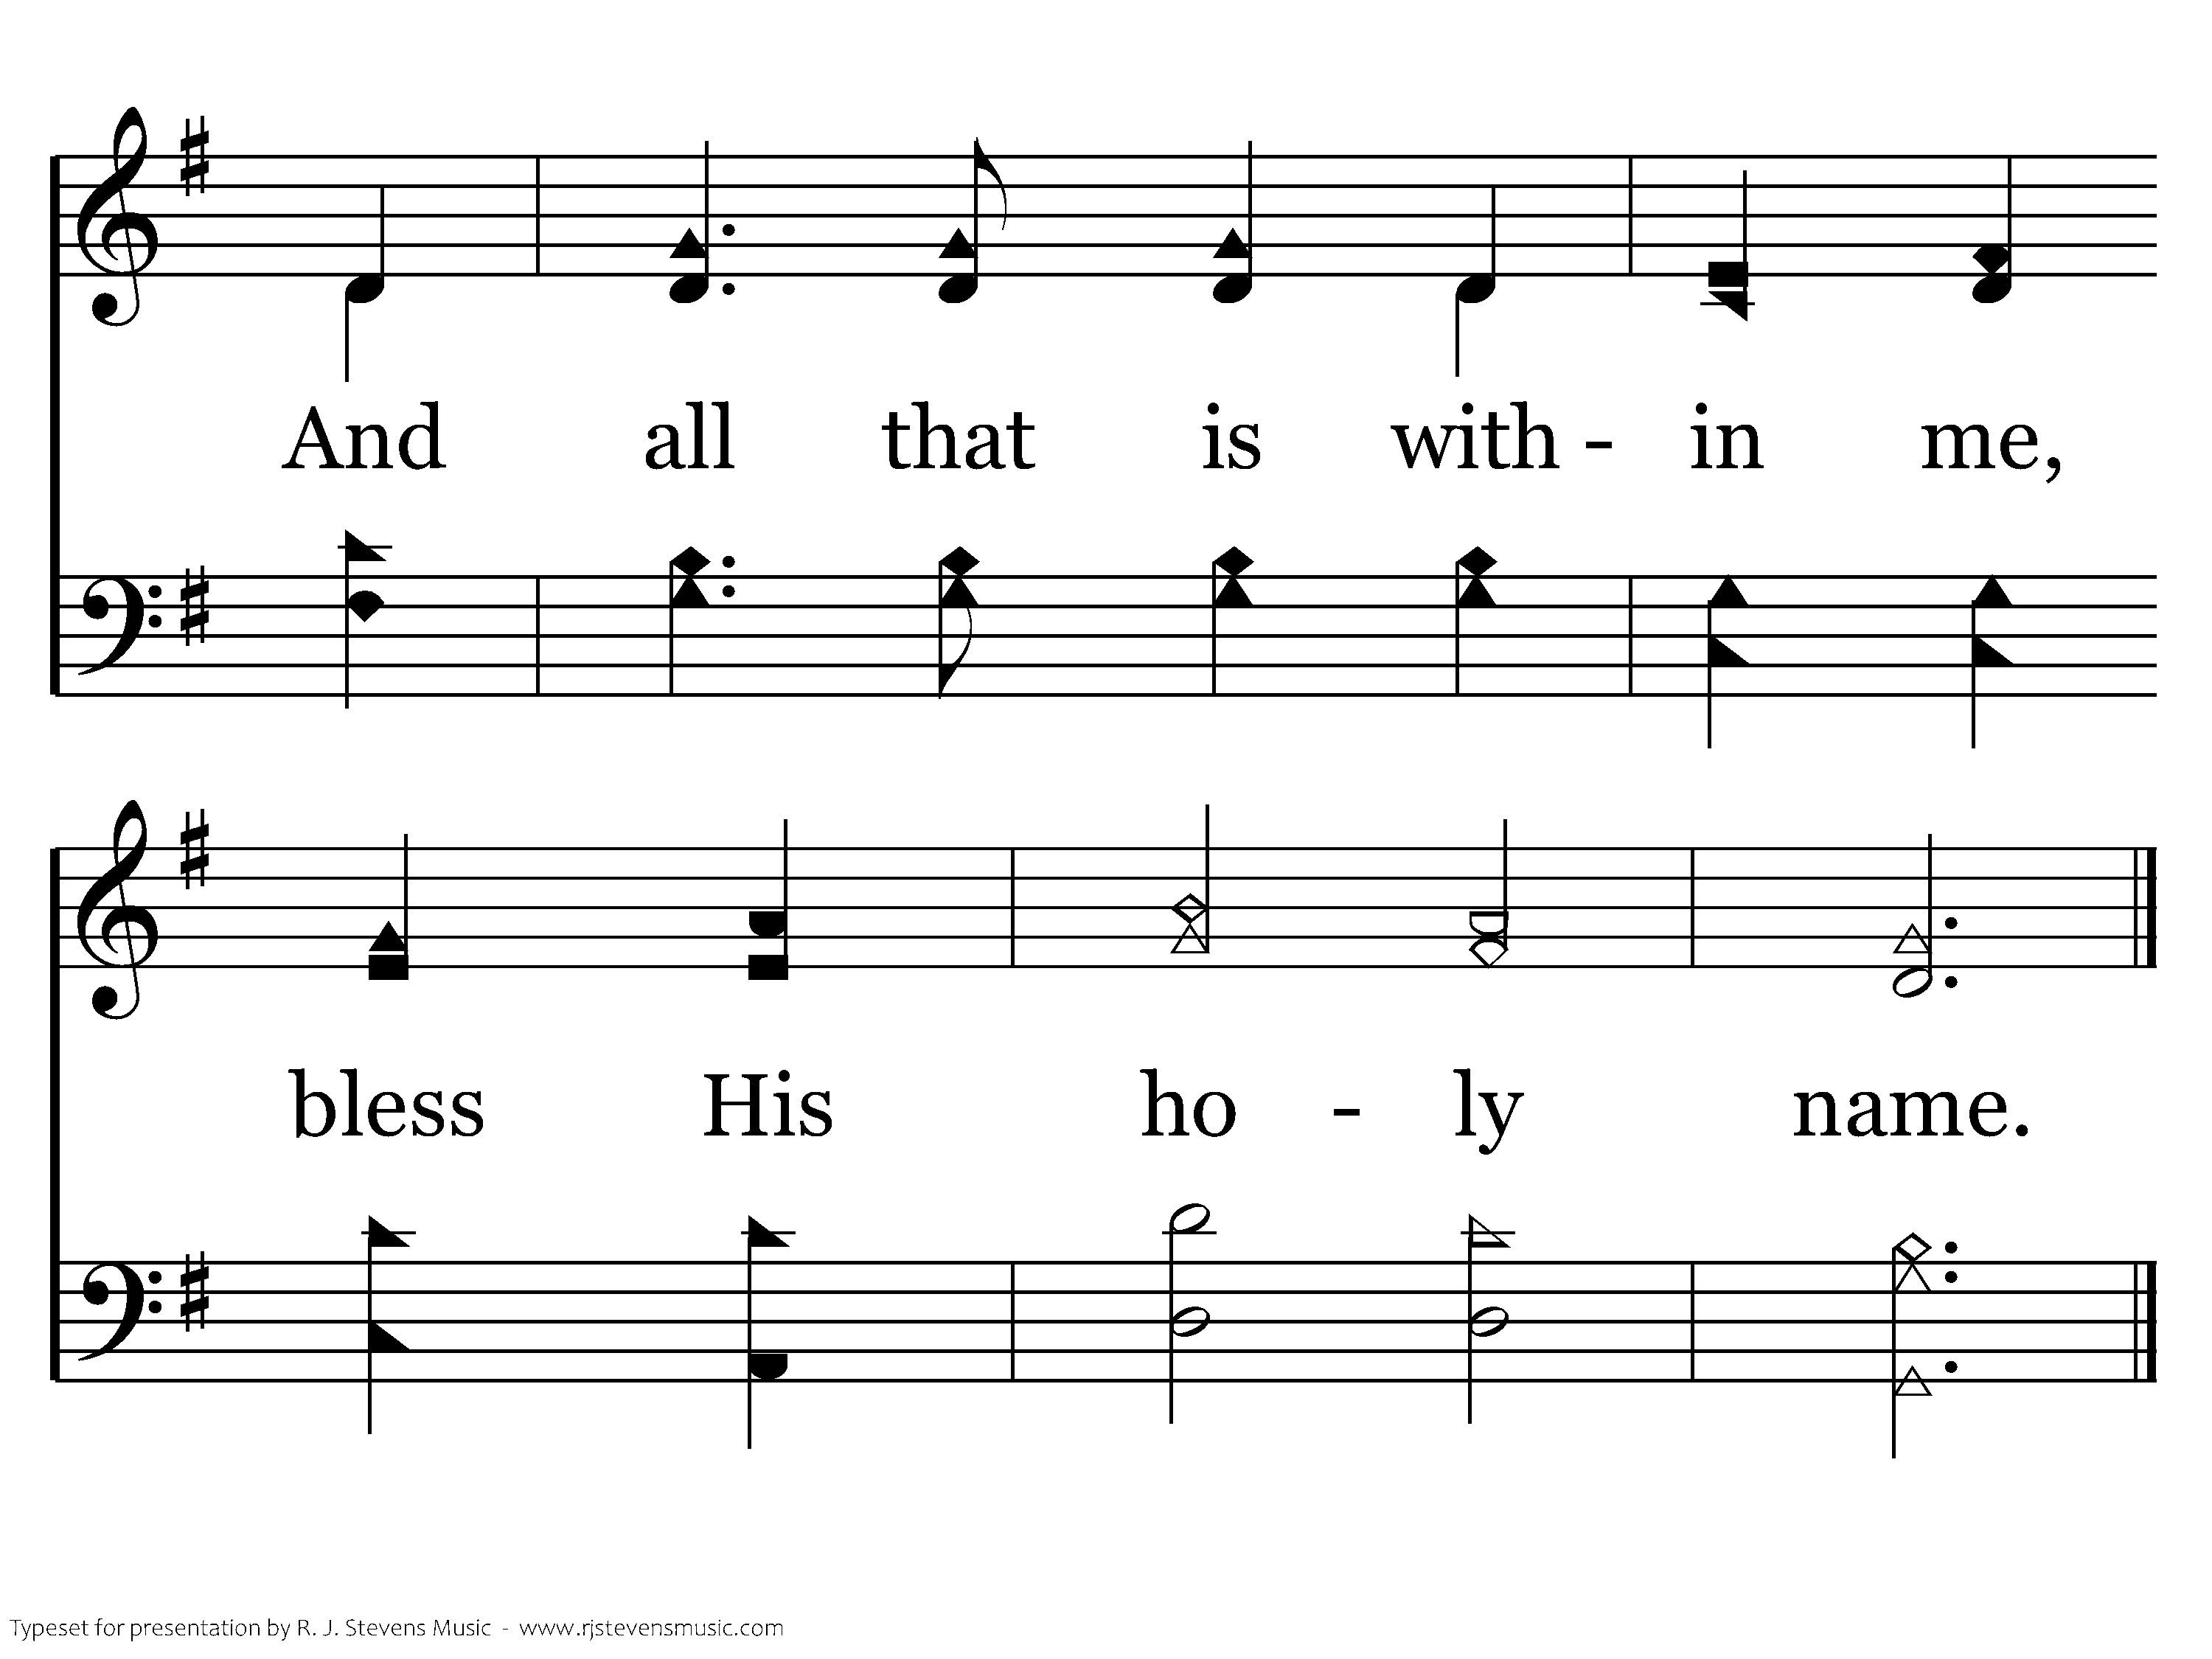 And all that is with - in me,
bless His ho - ly name.
Typeset for presentation by R. J. Stevens Music - www.rjstevensmusic.com